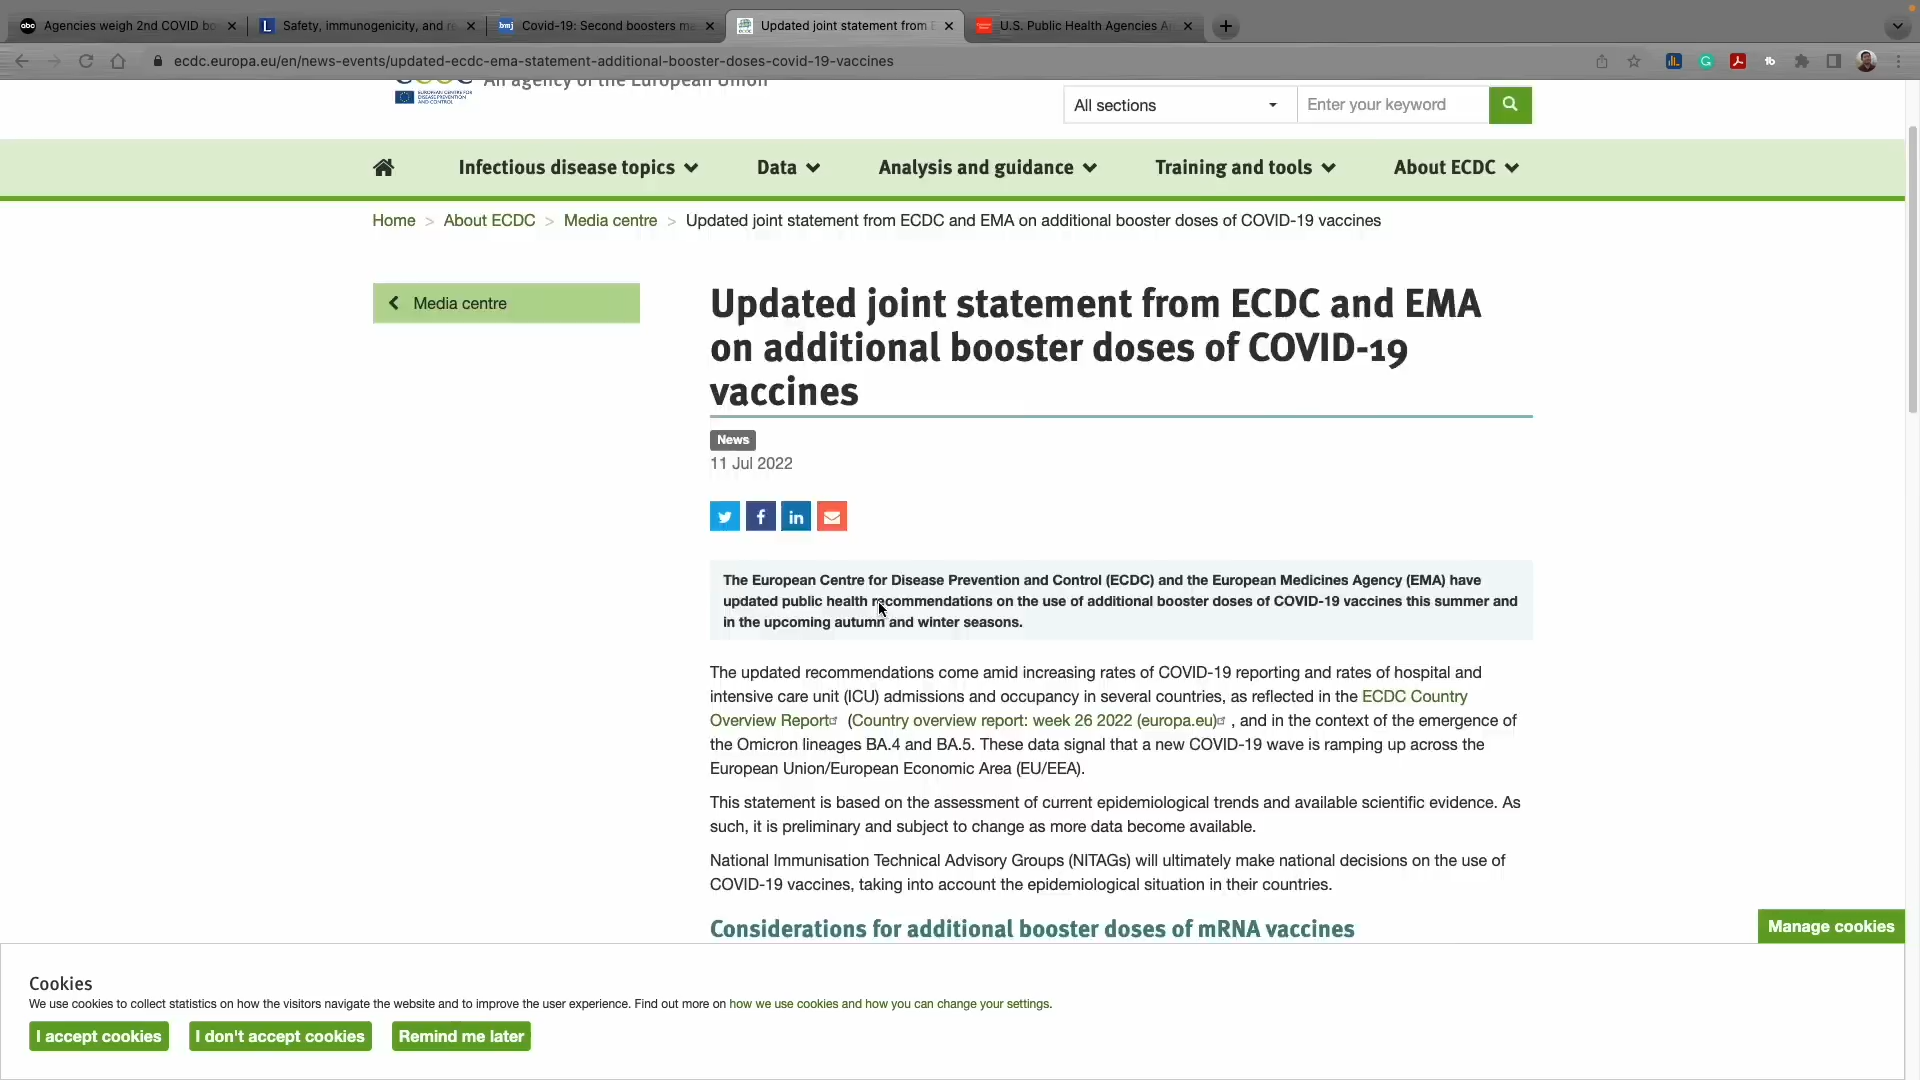 Agencies weigh 2nd COVID bo
Safety, immunogenicity, and re
Covid-19: Second boosters ma
Updated joint statement from E
U.S. Public Health Agencies A
ecdc.europa.eu/en/news-events/updated-ecdc-ema-statement-additional-booster-doses-covid-19-vaccines
An agency of the European Union
EUROPEAN CENTRE FOR
DISEASE PREVENTION
AND CONTROL
All sections
Enter your keyword
Infectious disease topics
Data
Analysis and guidance
Training and tools
About ECDC
Home > About ECDC > Media centre > Updated joint statement from ECDC and EMA on additional booster doses of COVID-19 vaccines
Media centre
Updated joint statement from ECDC and EMA
on additional booster doses of COVID-19
vaccines
News
11 Jul 2022
The European Centre for Disease Prevention and Control (ECDC) and the European Medicines Agency (EMA) have
updated public health recommendations on the use of additional booster doses of COVID-19 vaccines this summer and
in the upcoming autumn and winter seasons.
The updated recommendations come amid increasing rates of COVID-19 reporting and rates of hospital and
intensive care unit (ICU) admissions and occupancy in several countries, as reflected in the ECDC Country
Overview Report (Country overview report: week 26 2022 (europa.eu) , and in the context of the emergence of
the Omicron lineages BA.4 and BA.5. These data signal that a new COVID-19 wave is ramping up across the
European Union/European Economic Area (EU/EEA).
This statement is based on the assessment of current epidemiological trends and available scientific evidence. As
such, it is preliminary and subject to change as more data become available.
National Immunisation Technical Advisory Groups (NITAGs) will ultimately make national decisions on the use of
COVID-19 vaccines, taking into account the epidemiological situation in their countries.
Considerations for additional booster doses of mRNA vaccines
Manage cookies
Cookies
We use cookies to collect statistics on how the visitors navigate the website and to improve the user experience. Find out more on how we use cookies and how you can change your settings.
I accept cookies
I don't accept cookies
Remind me later